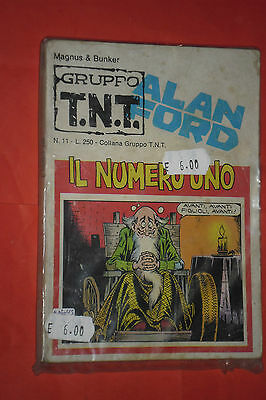 Magnus & Bunker
GRUPPO
T.N.T.
ALAN
FORD
N. 11 - L. 250 - Collana Gruppo T.N.T.
IL NUMERO UNO
E 6.00
AVANTI, AVANTI
FIGLIOLI, AVANTI!
E 6.00